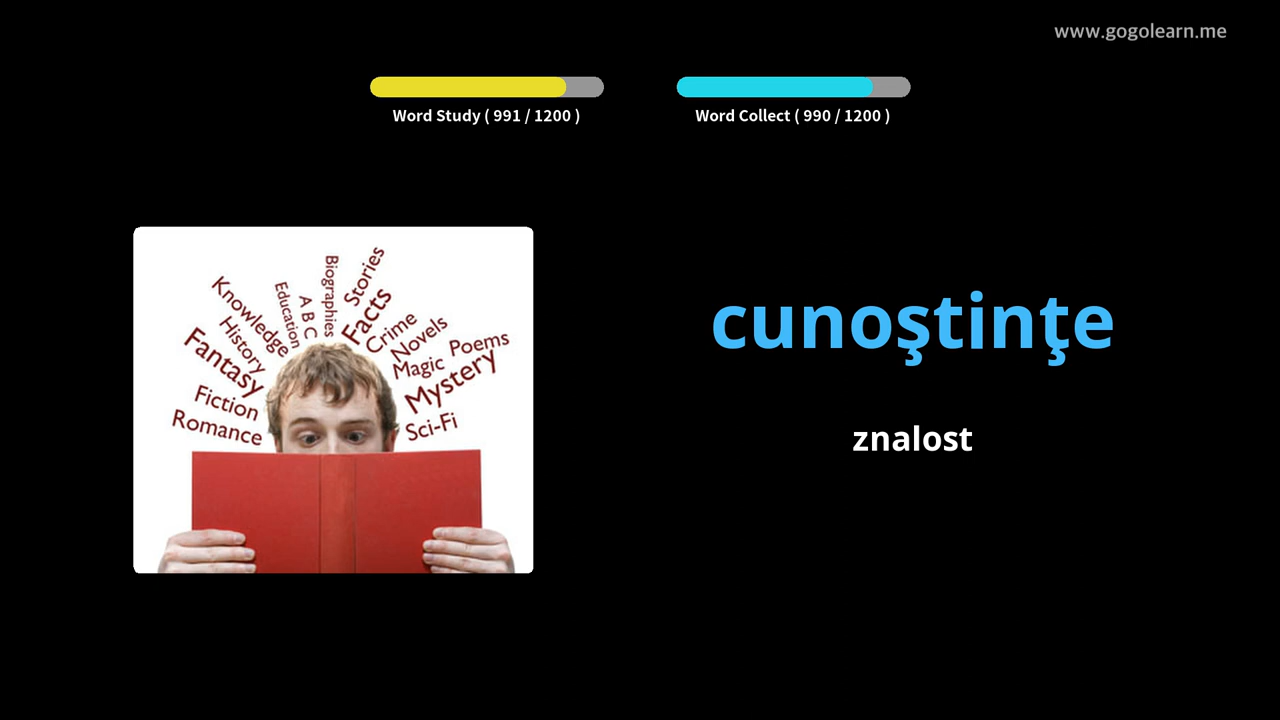 www.gogolearn.me
Word Study ( 991 / 1200 )
Word Collect ( 990 / 1200 )
Knowledge
Education
A B C
Biographies
Stories
Facts
Crime
Novels
Poems
Magic
Mystery
Sci-Fi
History
Fantasy
Fiction
Romance
cunoştinţe
znalost